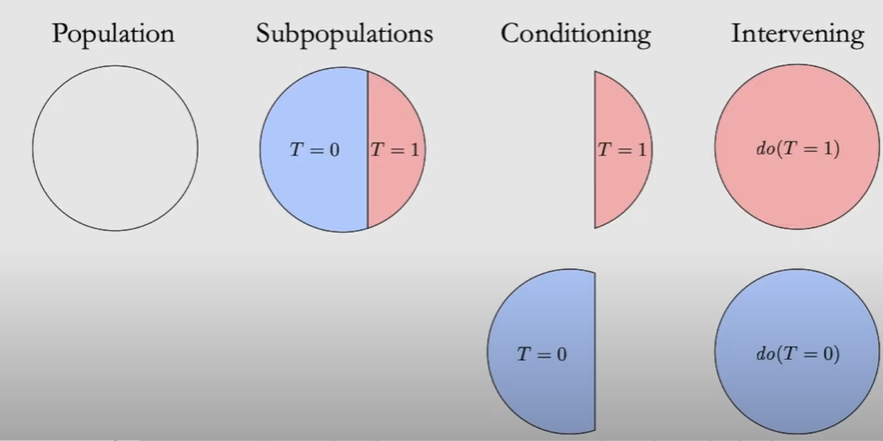 Population
Subpopulations
Conditioning
Intervening
T = 0
T = 1
T = 1
do(T = 1)
T = 0
do(T = 0)